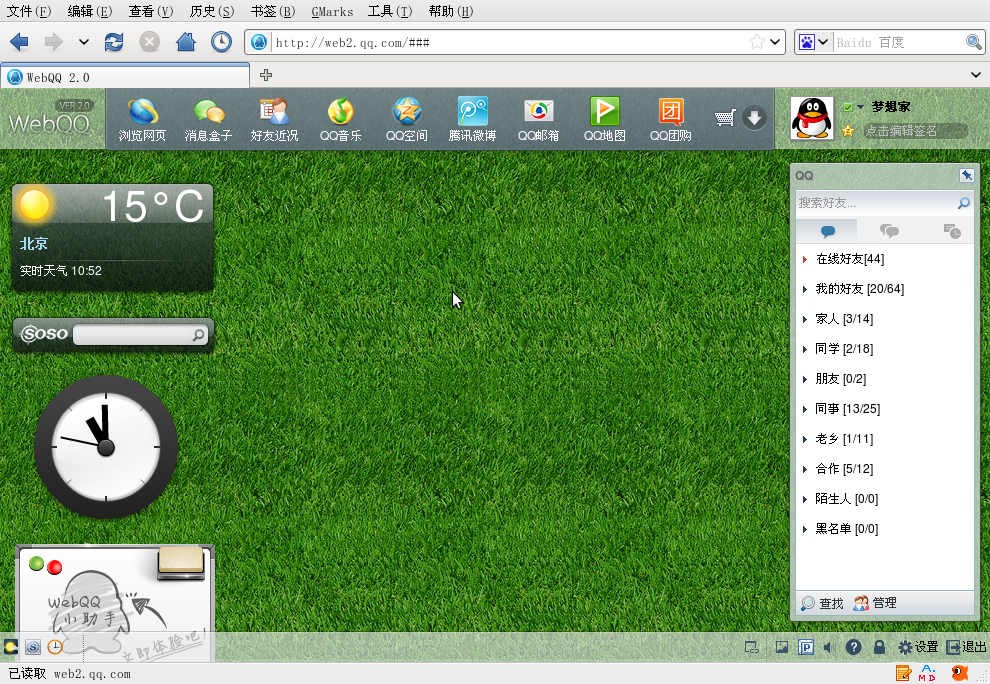 文件(F) 编辑(E) 查看(V) 历史(S) 书签(B) GMarks 工具(T) 帮助(H)
http://web2.qq.com/### Baidu 百度
WebQQ 2.0
VER 2.0
WebQQ
浏览网页 消息盒子 好友近况 QQ音乐 QQ空间 腾讯微博 QQ邮箱 QQ地图 QQ团购
梦想家
点击编辑签名
15°C
北京
实时天气 10:52
SOSO
QQ
搜索好友...
在线好友[44]
我的好友 [20/64]
家人 [3/14]
同学 [2/18]
朋友 [0/2]
同事 [13/25]
老乡 [1/11]
合作 [5/12]
陌生人 [0/0]
黑名单 [0/0]
查找 管理
WebQQ
小助手
立即体验吧!
设置 退出
已读取 web2.qq.com